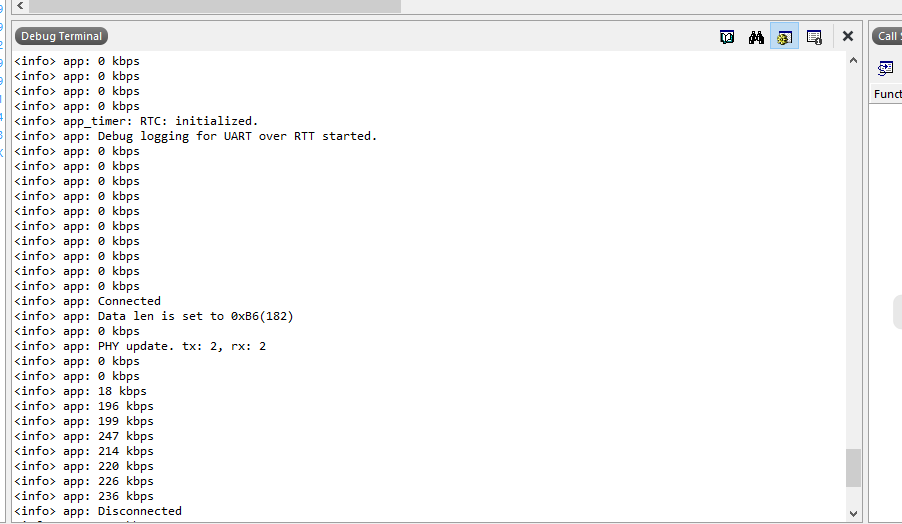 Debug Terminal
Call
Funct
<info> app: 0 kbps
<info> app: 0 kbps
<info> app: 0 kbps
<info> app: 0 kbps
<info> app_timer: RTC: initialized.
<info> app: Debug logging for UART over RTT started.
<info> app: 0 kbps
<info> app: 0 kbps
<info> app: 0 kbps
<info> app: 0 kbps
<info> app: 0 kbps
<info> app: 0 kbps
<info> app: 0 kbps
<info> app: 0 kbps
<info> app: 0 kbps
<info> app: 0 kbps
<info> app: Connected
<info> app: Data len is set to 0xB6(182)
<info> app: 0 kbps
<info> app: PHY update. tx: 2, rx: 2
<info> app: 0 kbps
<info> app: 0 kbps
<info> app: 18 kbps
<info> app: 196 kbps
<info> app: 199 kbps
<info> app: 247 kbps
<info> app: 214 kbps
<info> app: 220 kbps
<info> app: 226 kbps
<info> app: 236 kbps
<info> app: Disconnected